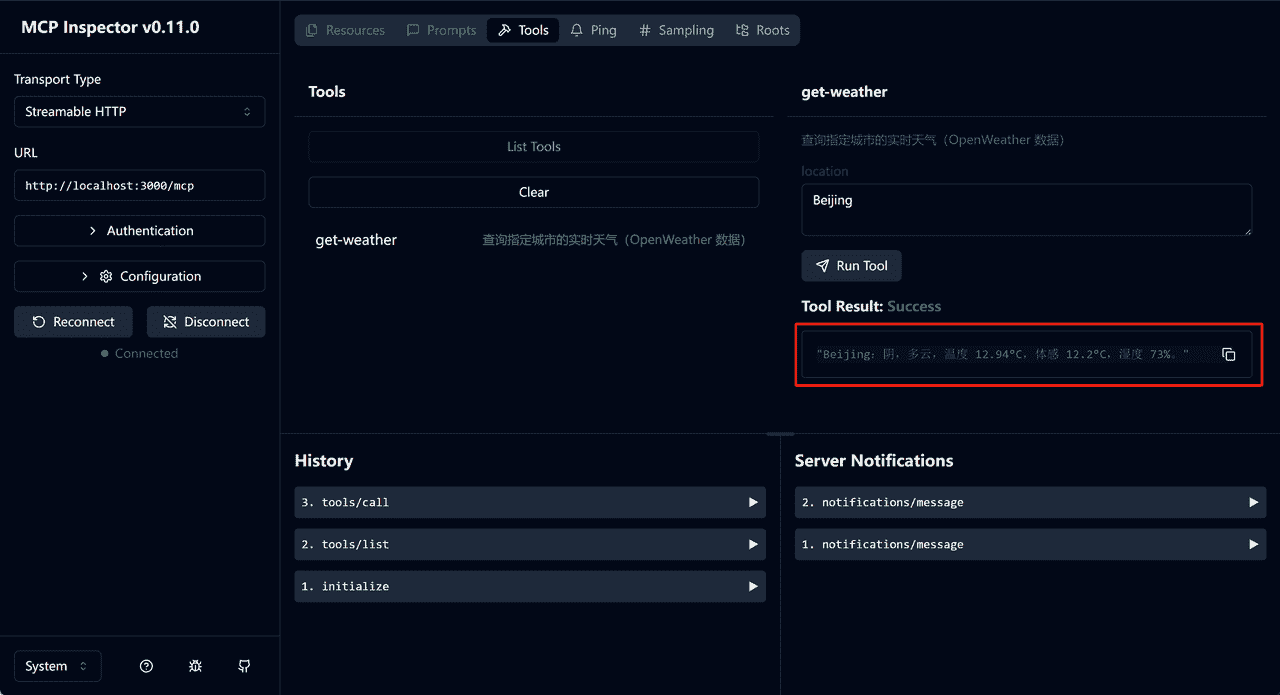 MCP Inspector v0.11.0
Transport Type
Streamable HTTP
URL
http://localhost:3000/mcp
Authentication
Configuration
Reconnect
Disconnect
Connected
System
Resources
Prompts
Tools
Ping
Sampling
Roots
Tools
List Tools
Clear
get-weather
查询指定城市的实时天气（OpenWeather 数据）
get-weather
查询指定城市的实时天气（OpenWeather 数据）
location
Beijing
Run Tool
Tool Result: Success
"Beijing: 阴，多云，温度 12.94°C，体感 12.2°C，湿度 73%。"
History
3. tools/call
2. tools/list
1. initialize
Server Notifications
2. notifications/message
1. notifications/message